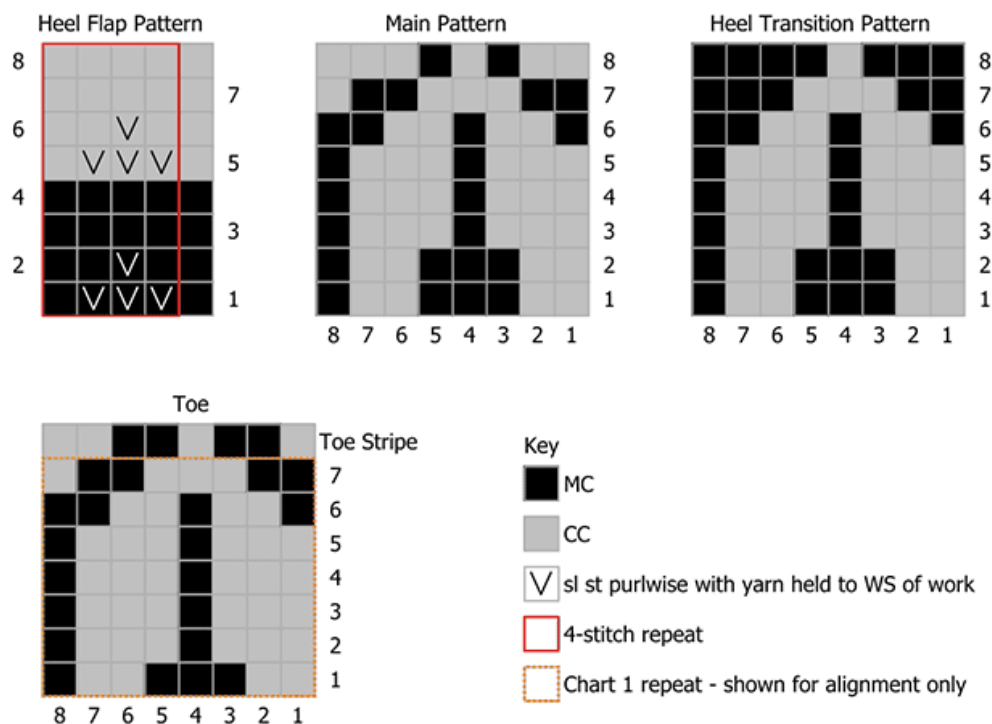 Heel Flap Pattern
8
7
6
5
4
3
2
1
Main Pattern
8
7
6
5
4
3
2
1
8 7 6 5 4 3 2 1
Heel Transition Pattern
8
7
6
5
4
3
2
1
8 7 6 5 4 3 2 1
Toe
Toe Stripe
7
6
5
4
3
2
1
8 7 6 5 4 3 2 1
Key
MC
CC
sl st purlwise with yarn held to WS of work
4-stitch repeat
Chart 1 repeat - shown for alignment only